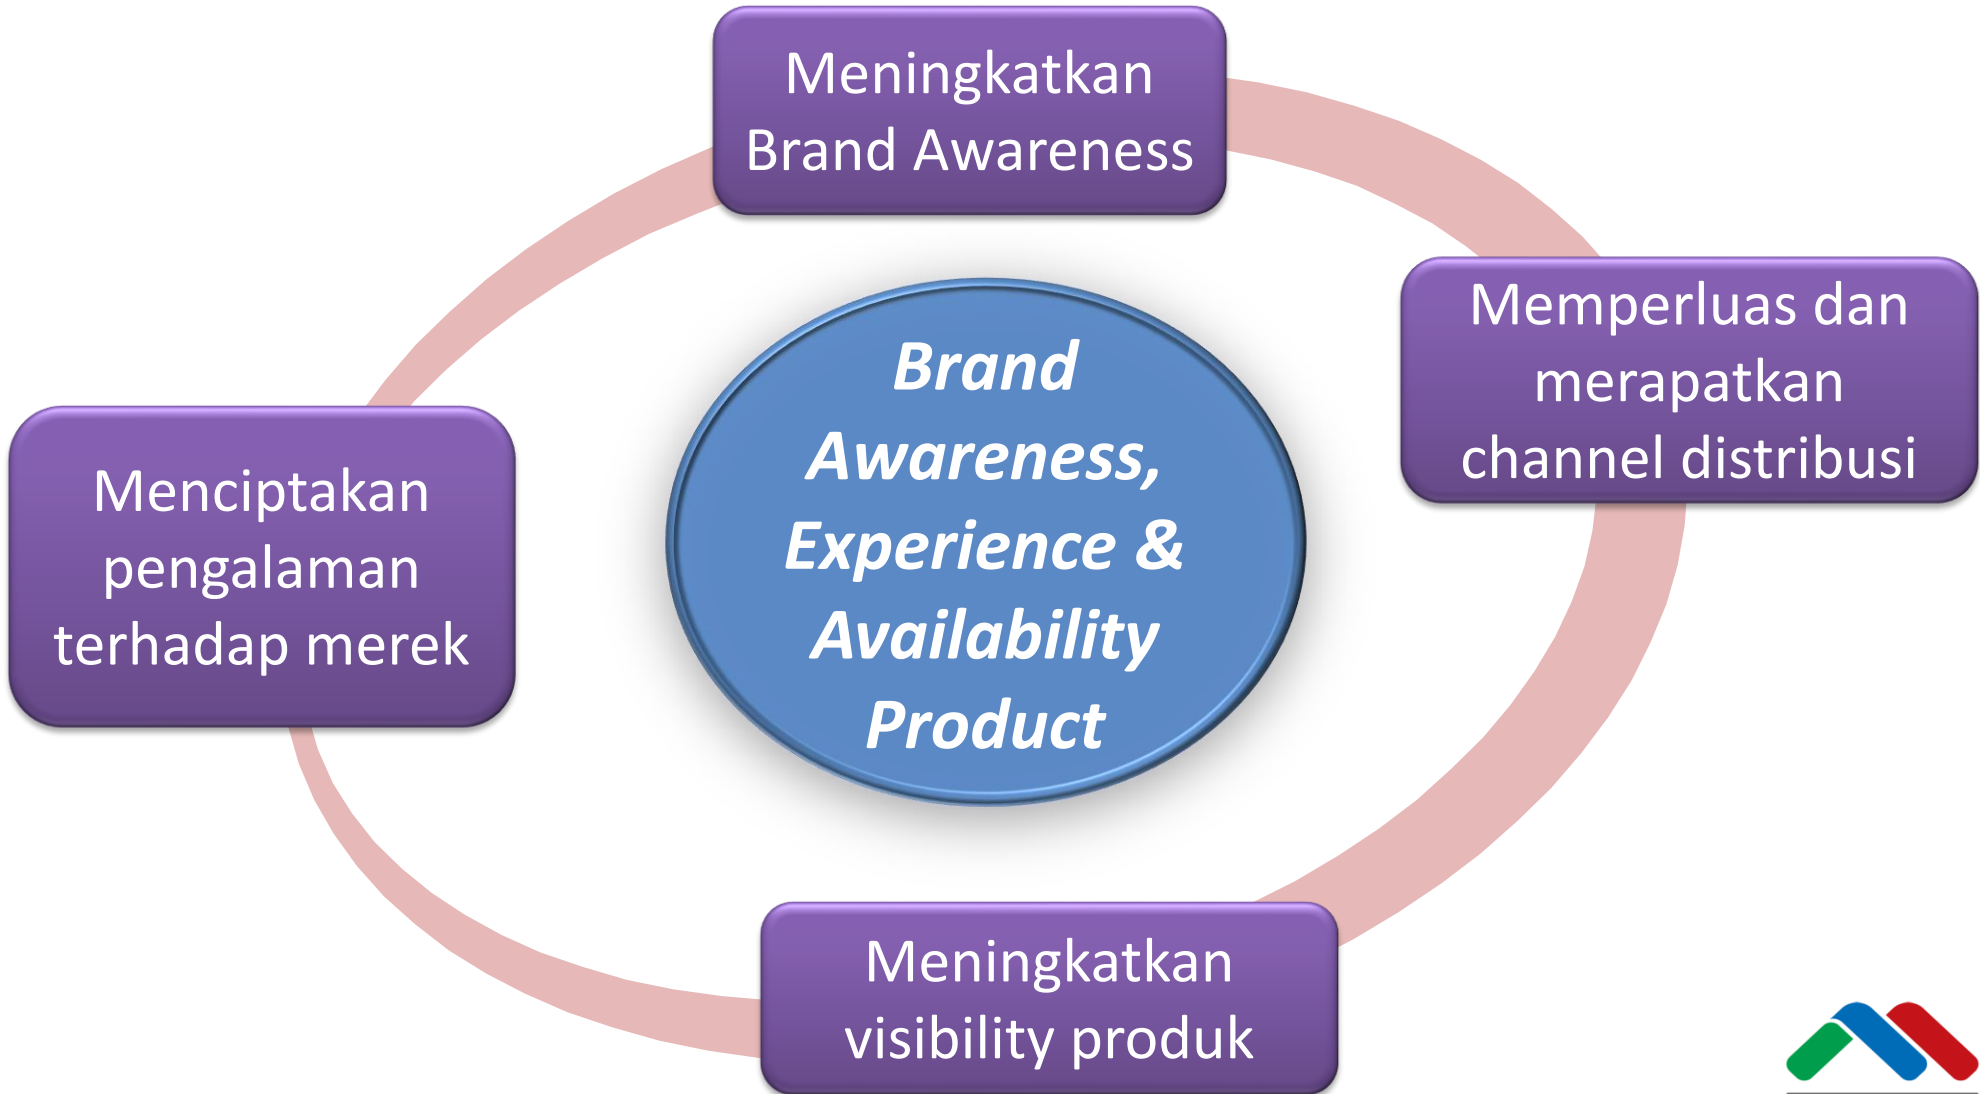 Meningkatkan
Brand Awareness
Memperluas dan
merapatkan
channel distribusi
Brand
Awareness,
Experience &
Availability
Product
Menciptakan
pengalaman
terhadap merek
Meningkatkan
visibility produk